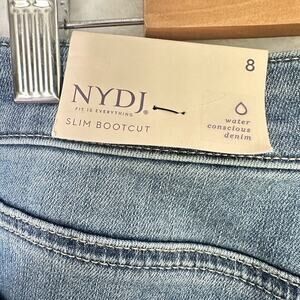 8
NYDJ®
FIT IS EVERYTHING
SLIM BOOTCUT
water
conscious
denim